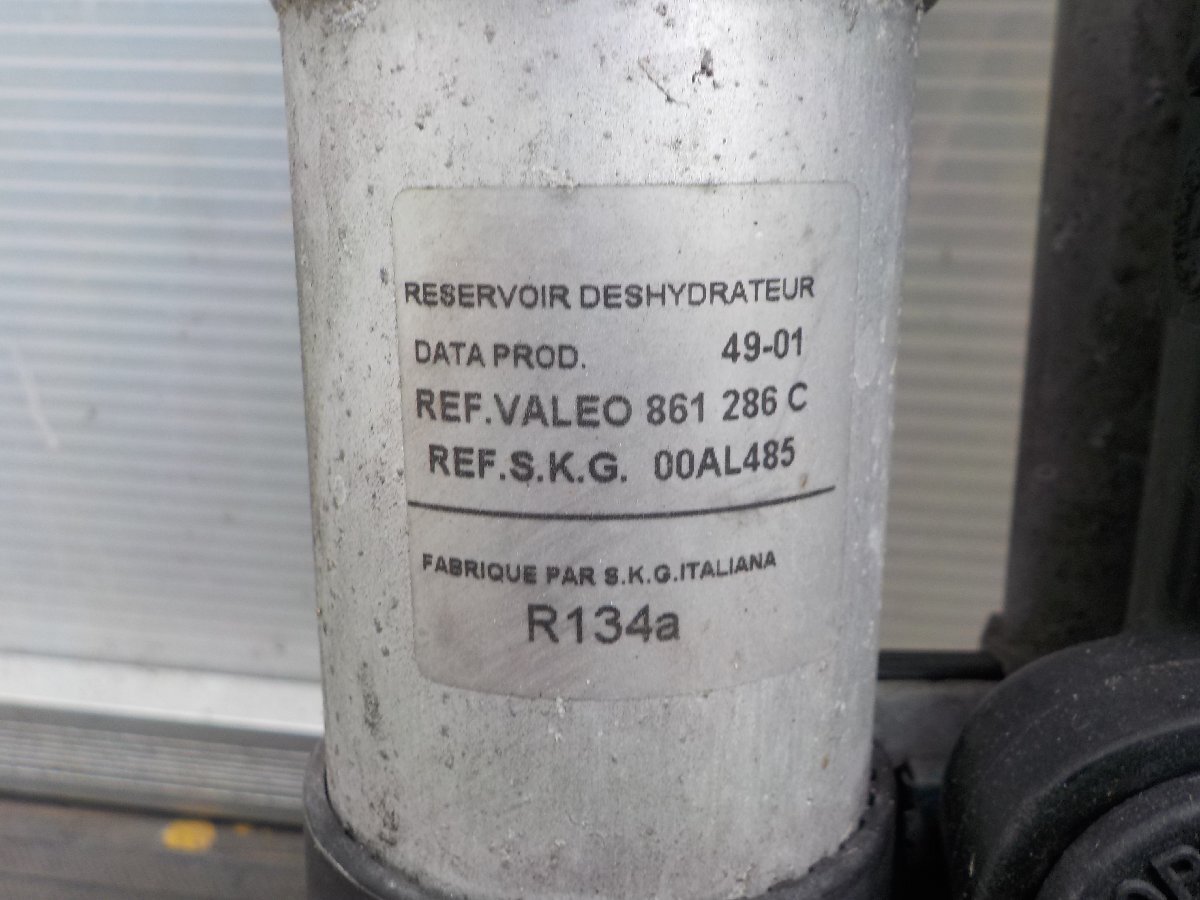 RESERVOIR DESHYDRATEUR
DATA PROD. 49-01
REF.VALEO 861 286 C
REF.S.K.G. 00AL485
FABRIQUE PAR S.K.G.ITALIANA
R134a